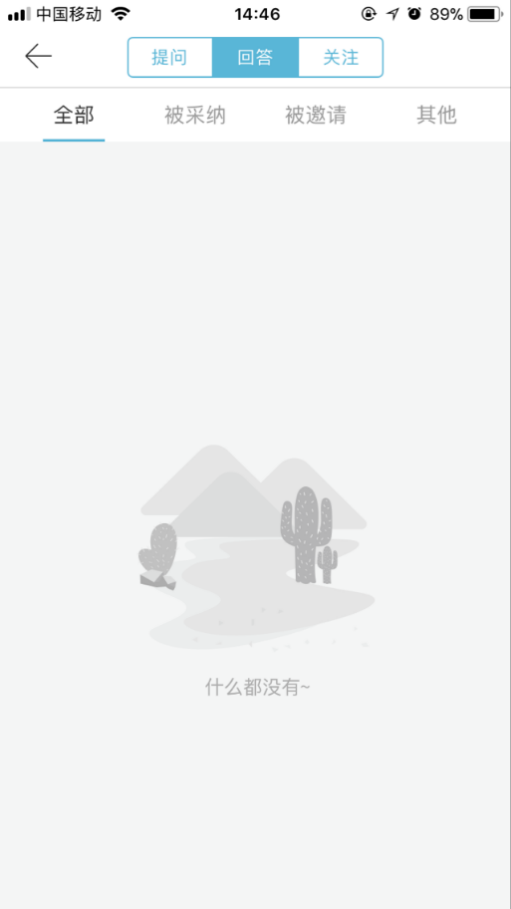 中国移动 14:46 89%
提问 回答 关注
全部 被采纳 被邀请 其他
什么都没有~